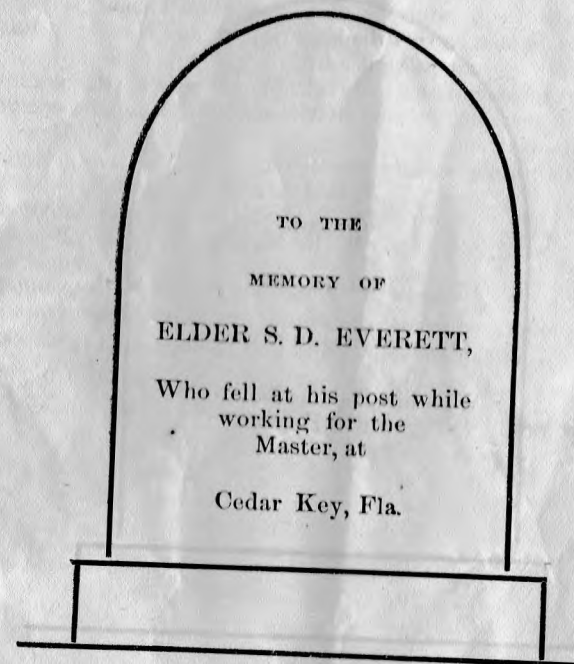 TO THE
MEMORY OF
ELDER S. D. EVERETT,
Who fell at his post while
working for the
Master, at
Cedar Key, Fla.